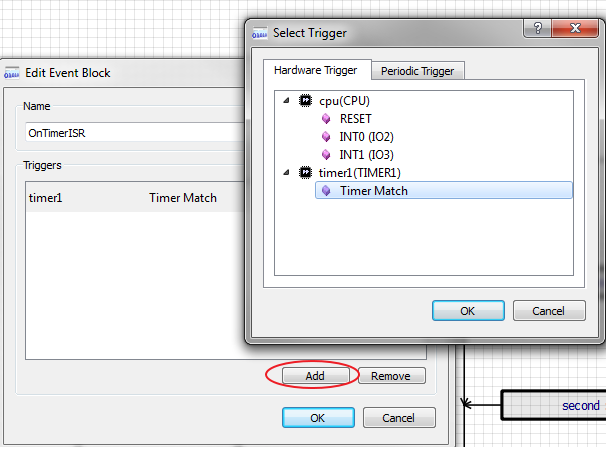 Select Trigger
Hardware Trigger
Periodic Trigger
cpu(CPU)
RESET
INT0 (IO2)
INT1 (IO3)
timer1(TIMER1)
Timer Match
OK
Cancel
Edit Event Block
Name
OnTimerISR
Triggers
timer1 Timer Match
Add
Remove
OK
Cancel
second